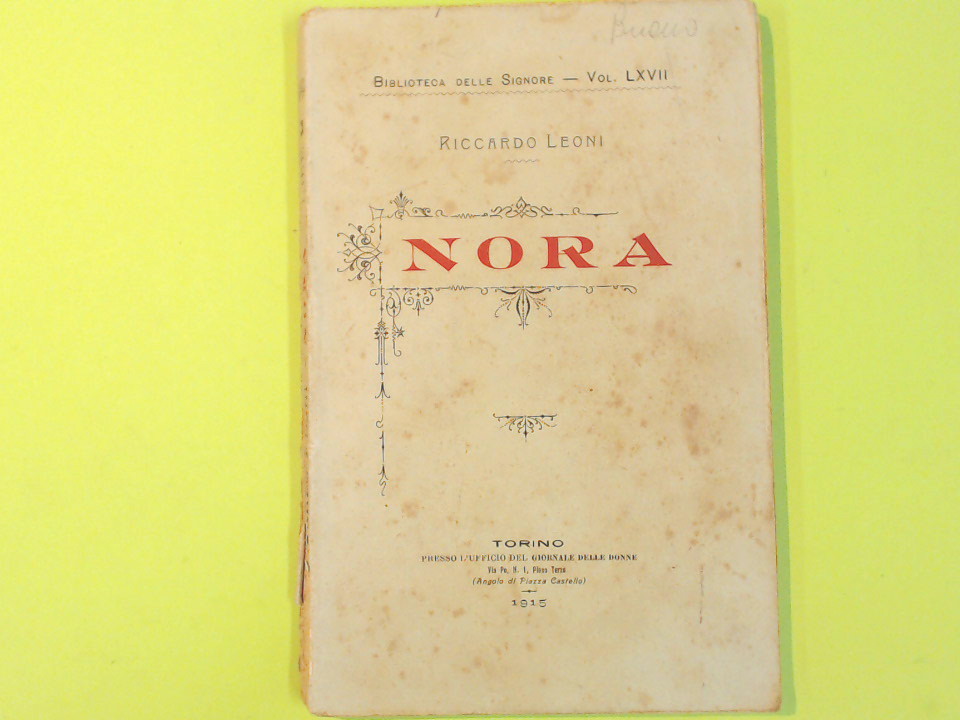 Buono
BIBLIOTECA DELLE SIGNORE — VOL. LXVII
RICCARDO LEONI
NORA
TORINO
PRESSO L'UFFICIO DEL GIORNALE DELLE DONNE
Via Po, N. 1, Piano Terzo
(Angolo di Piazza Castello)
1915